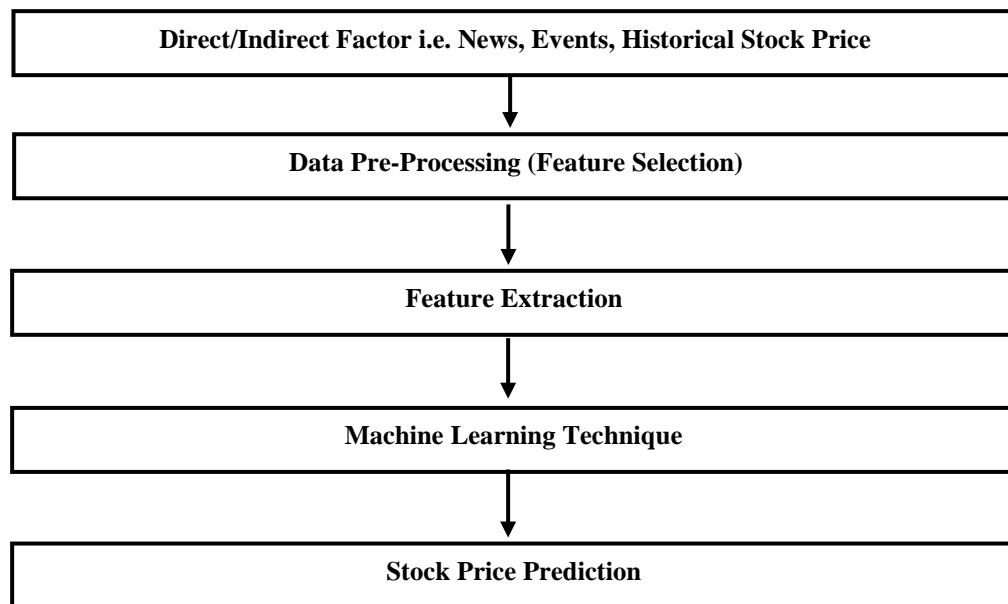 Direct/Indirect Factor i.e. News, Events, Historical Stock Price
Data Pre-Processing (Feature Selection)
Feature Extraction
Machine Learning Technique
Stock Price Prediction